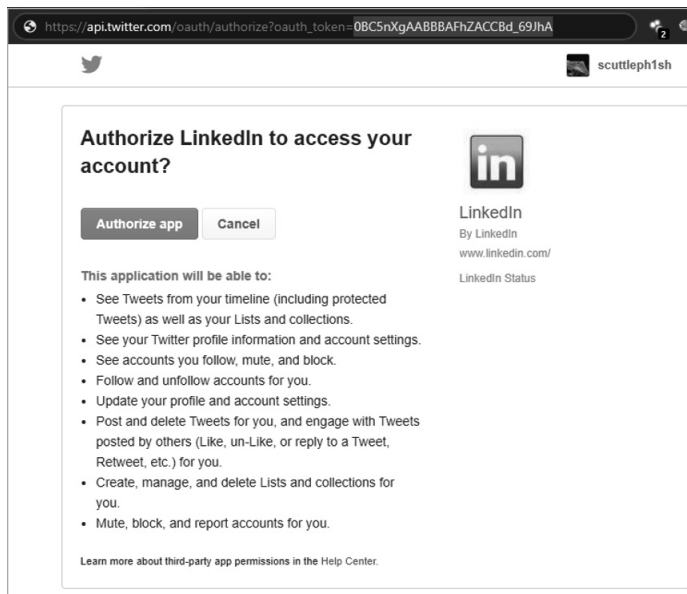 https://api.twitter.com/oauth/authorize?oauth_token=0BC5nXgAABBBAFhZACCBd_69JhA
2
scuttleph1sh
Authorize LinkedIn to access your
account?
Authorize app
Cancel
This application will be able to:
• See Tweets from your timeline (including protected
Tweets) as well as your Lists and collections.
• See your Twitter profile information and account settings.
• See accounts you follow, mute, and block.
• Follow and unfollow accounts for you.
• Update your profile and account settings.
• Post and delete Tweets for you, and engage with Tweets
posted by others (Like, un-Like, or reply to a Tweet,
Retweet, etc.) for you.
• Create, manage, and delete Lists and collections for
you.
• Mute, block, and report accounts for you.
Learn more about third-party app permissions in the Help Center.
in
LinkedIn
By LinkedIn
www.linkedin.com/
LinkedIn Status